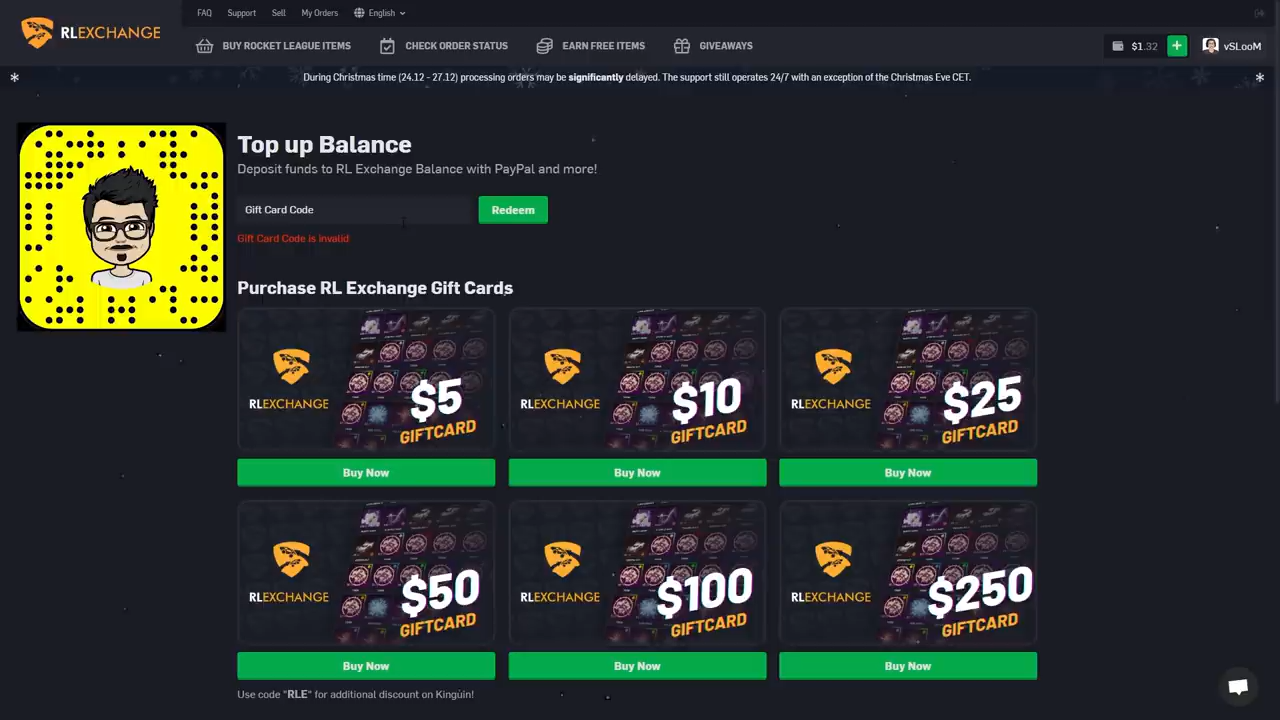 RLEXCHANGE
FAQ Support Sell My Orders English
BUY ROCKET LEAGUE ITEMS CHECK ORDER STATUS EARN FREE ITEMS GIVEAWAYS
$1.32 + vSLooM
* During Christmas time (24.12 - 27.12) processing orders may be significantly delayed. The support still operates 24/7 with an exception of the Christmas Eve CET. *
Top up Balance
Deposit funds to RL Exchange Balance with PayPal and more!
Gift Card Code Redeem
Gift Card Code is invalid
Purchase RL Exchange Gift Cards
RLEXCHANGE $5 GIFTCARD
RLEXCHANGE $10 GIFTCARD
RLEXCHANGE $25 GIFTCARD
Buy Now Buy Now Buy Now
RLEXCHANGE $50 GIFTCARD
RLEXCHANGE $100 GIFTCARD
RLEXCHANGE $250 GIFTCARD
Buy Now Buy Now Buy Now
Use code "RLE" for additional discount on Kinguin!